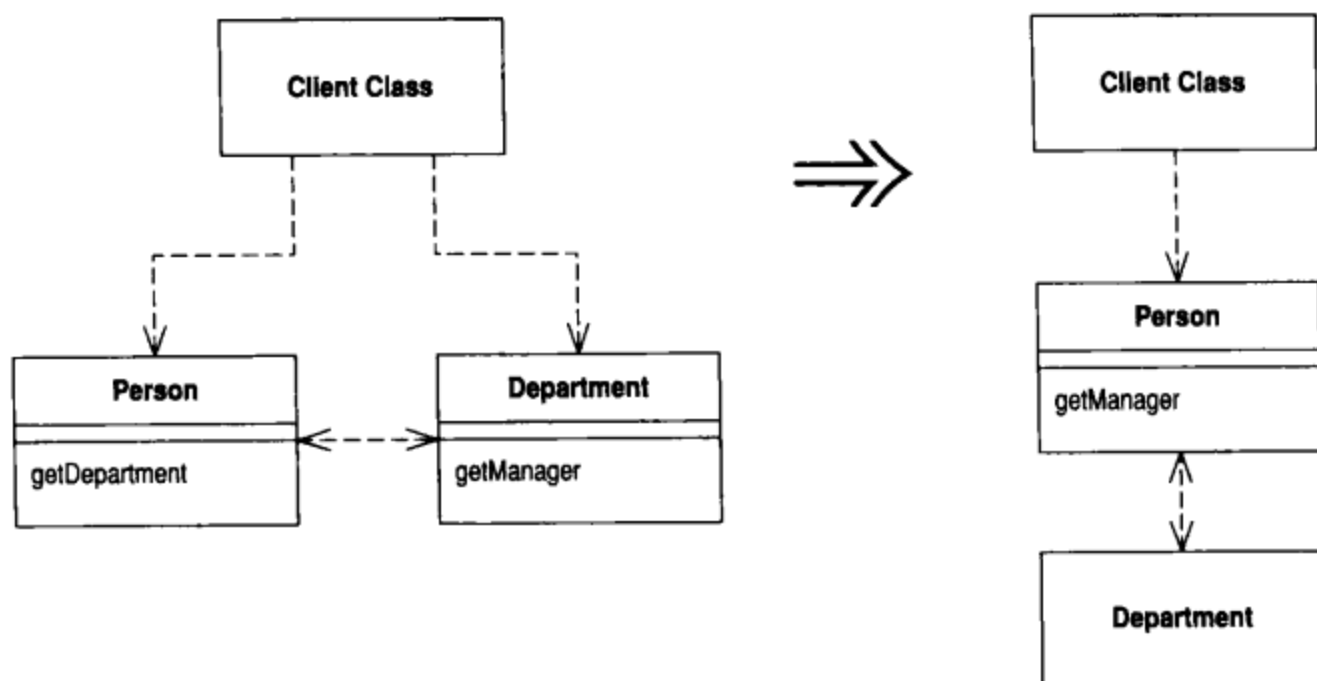 Client Class
Person
getDepartment
Department
getManager
Client Class
Person
getManager
Department